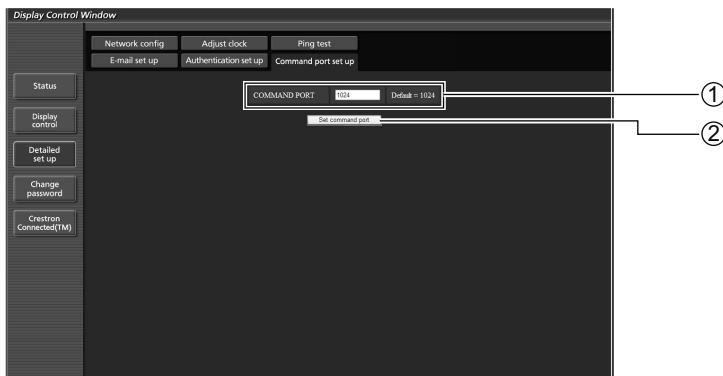 Display Control Window
Network config Adjust clock Ping test
E-mail set up Authentication set up Command port set up
Status
COMMAND PORT 1024 Default = 1024
①
Set command port
②
Display
control
Detailed
set up
Change
password
Crestron
Connected(TM)